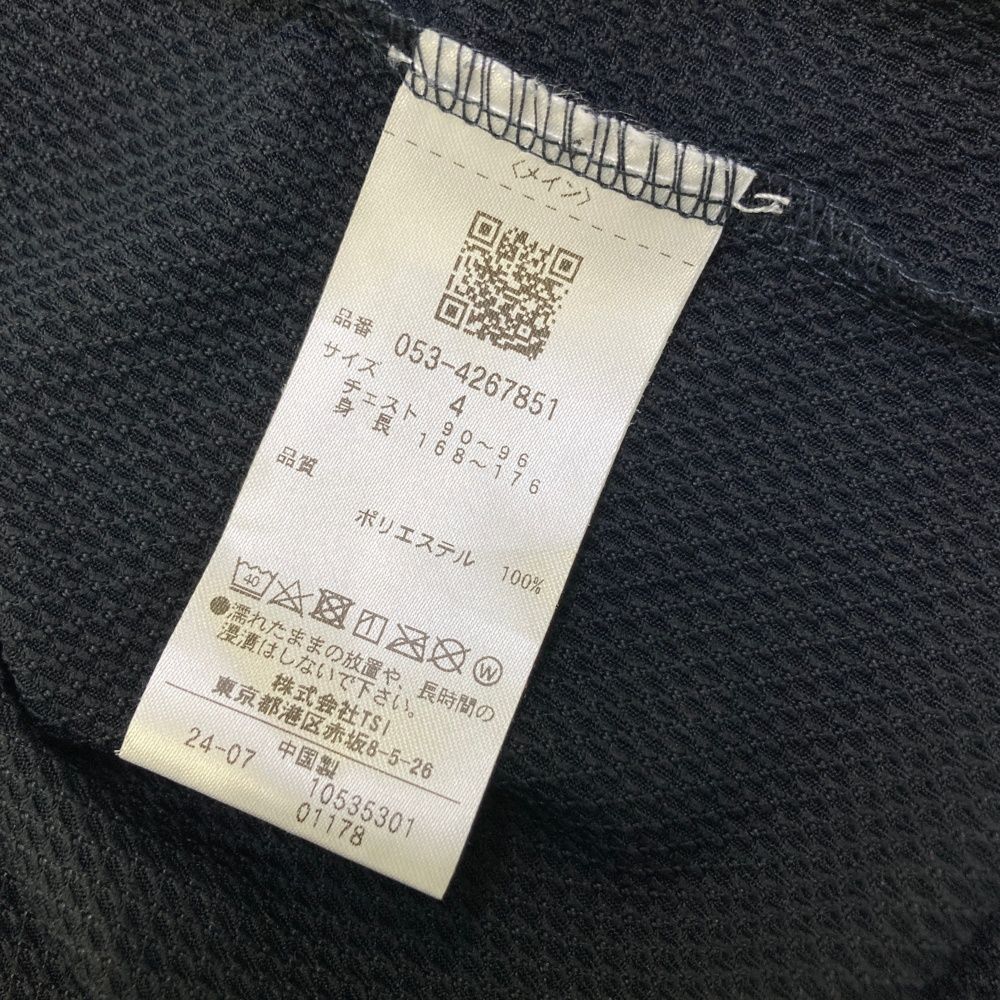 〈メイン〉
品番 053-4267851
サイズ 4
チェスト 90～96
身長 168～176
品質
ポリエステル 100%
40
W
●濡れたままの放置や、長時間の
浸漬はしないで下さい。
株式会社TSI
東京都港区赤坂8-5-26
24-07 中国製
10535301
01178